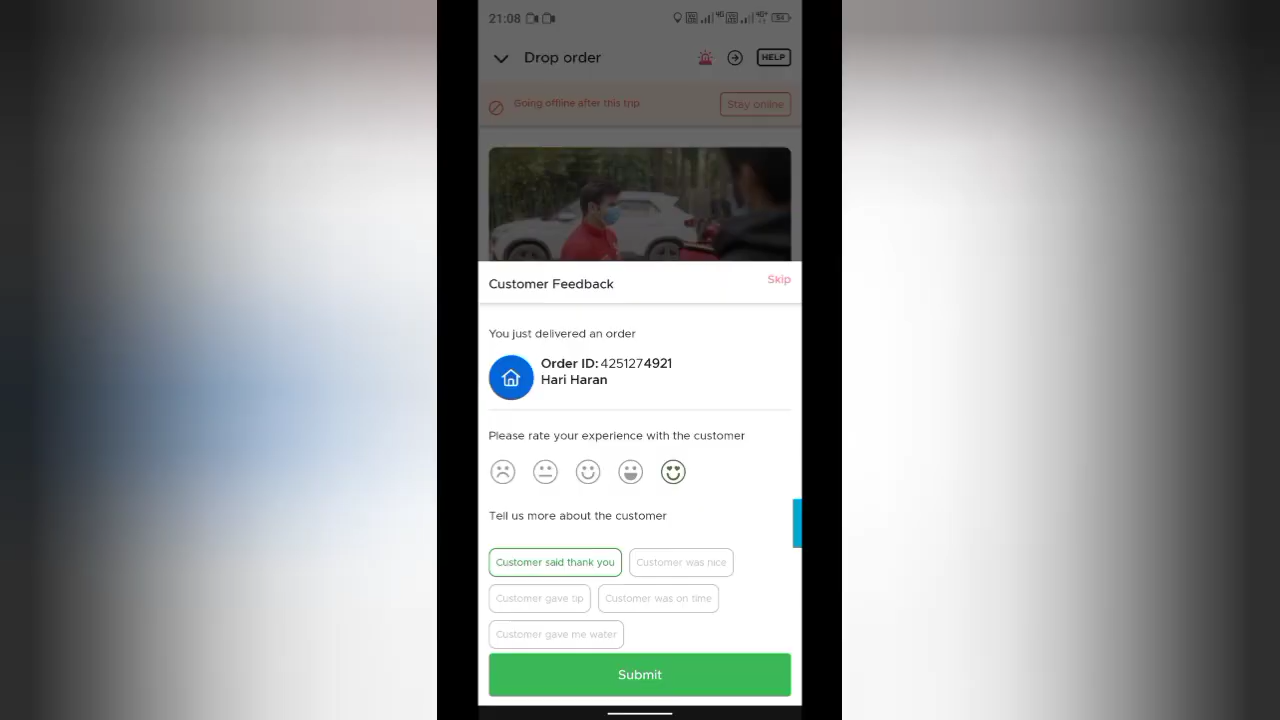 21:08
Drop order
HELP
Going offline after this trip
Stay online
Customer Feedback
Skip
You just delivered an order
Order ID: 4251274921
Hari Haran
Please rate your experience with the customer
Tell us more about the customer
Customer said thank you
Customer was nice
Customer gave tip
Customer was on time
Customer gave me water
Submit